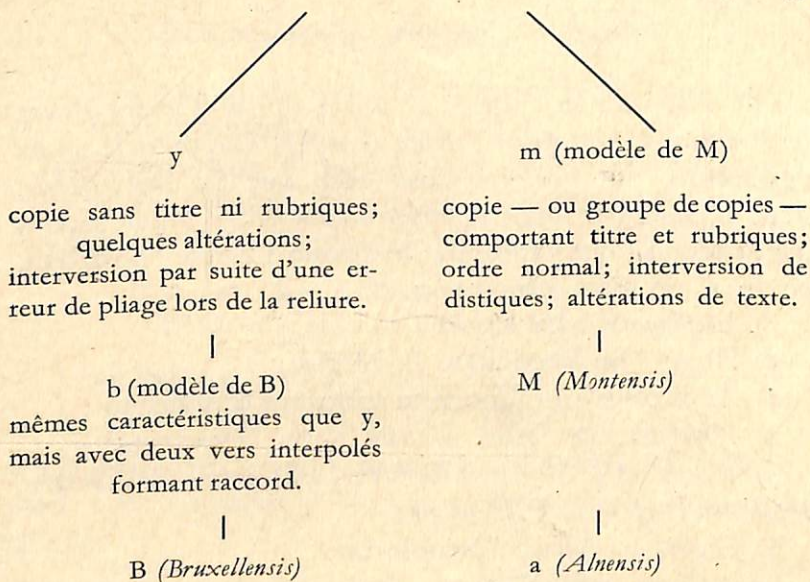 y
copie sans titre ni rubriques;
quelques altérations;
interversion par suite d'une er-
reur de pliage lors de la reliure.
b (modèle de B)
mêmes caractéristiques que y,
mais avec deux vers interpolés
formant raccord.
B (Bruxellensis)
m (modèle de M)
copie — ou groupe de copies —
comportant titre et rubriques;
ordre normal; interversion de
distiques; altérations de texte.
M (Montensis)
a (Alnensis)